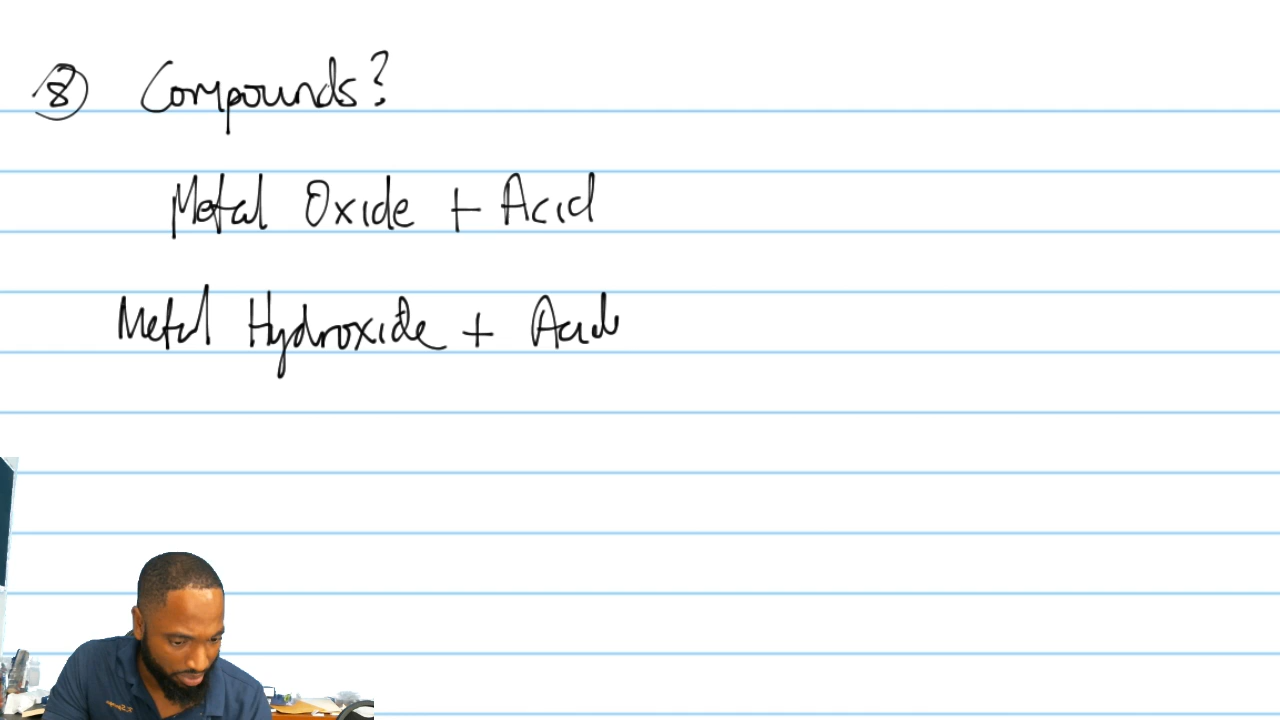 8 Compounds?
Metal Oxide + Acid
Metal Hydroxide + Acid